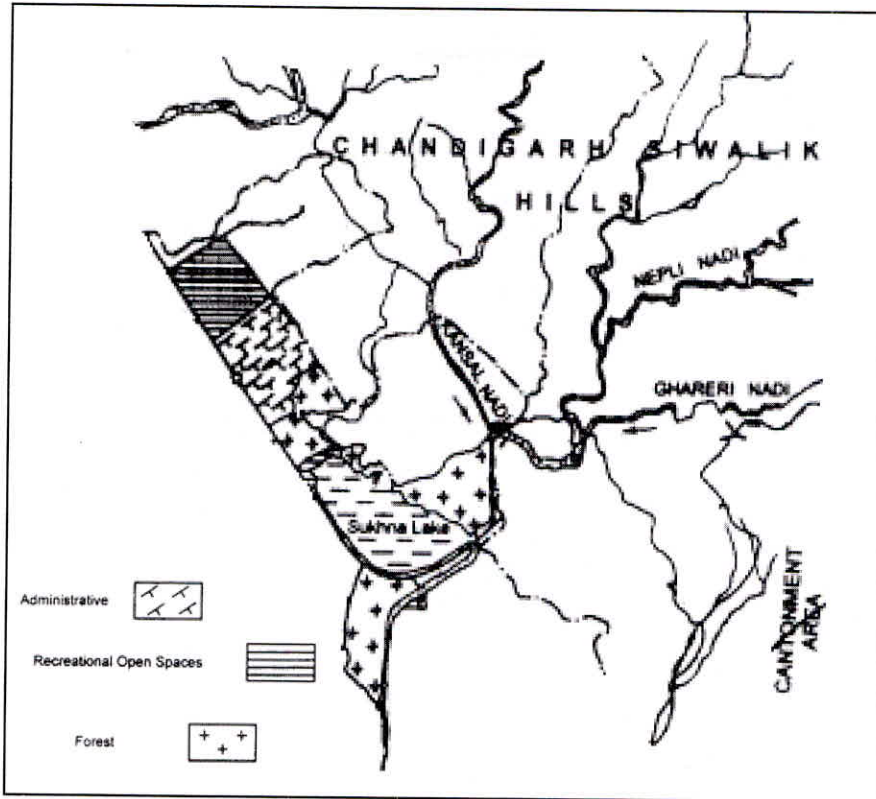 CHANDIGARH SIWALIK
HILLS
NEPLI NADI
KANSAL NADI
GHARERI NADI
Sukhna Lake
CANTONMENT
AREA
Administrative
Recreational Open Spaces
Forest